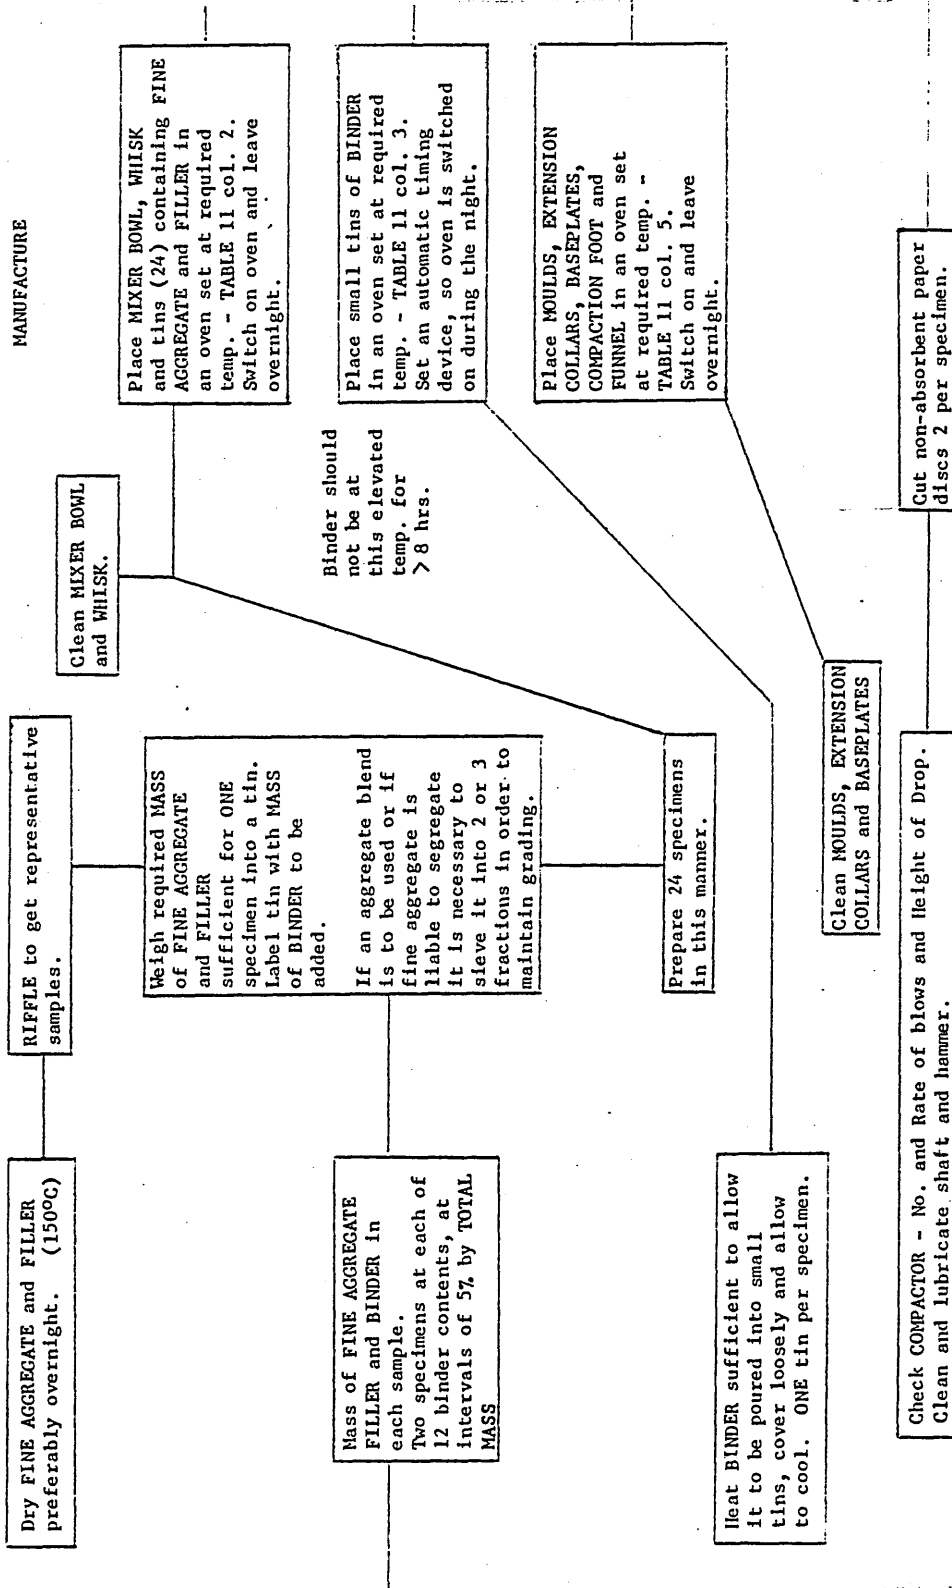 MANUFACTURE
Dry FINE AGGREGATE and FILLER
preferably overnight. (150°C)
RIFFLE to get representative
samples.
Clean MIXER BOWL
and WHISK.
Place MIXER BOWL, WHISK
and tins (24) containing FINE
AGGREGATE and FILLER in
an oven set at required
temp. - TABLE 11 col. 2.
Switch on oven and leave
overnight.
Mass of FINE AGGREGATE
FILLER and BINDER in
each sample.
Two specimens at each of
12 binder contents, at
intervals of 5% by TOTAL
MASS
Weigh required MASS
of FINE AGGREGATE
and FILLER
sufficient for ONE
specimen into a tin.
Label tin with MASS
of BINDER to be
added.
If an aggregate blend
is to be used or if
fine aggregate is
liable to segregate
it is necessary to
sieve it into 2 or 3
fractions in order to
maintain grading.
Binder should
not be at
this elevated
temp. for
> 8 hrs.
Place small tins of BINDER
in an oven set at required
temp. - TABLE 11 col. 3.
Set an automatic timing
device, so oven is switched
on during the night.
Prepare 24 specimens
in this manner.
Place MOULDS, EXTENSION
COLLARS, BASEPLATES,
COMPACTION FOOT and
FUNNEL in an oven set
at required temp. -
TABLE 11 col. 5.
Switch on and leave
overnight.
Heat BINDER sufficient to allow
it to be poured into small
tins, cover loosely and allow
to cool. ONE tin per specimen.
Clean MOULDS, EXTENSION
COLLARS and BASEPLATES
Check COMPACTOR - No. and Rate of blows and Height of Drop.
Clean and lubricate shaft and hammer.
Cut non-absorbent paper
discs 2 per specimen.